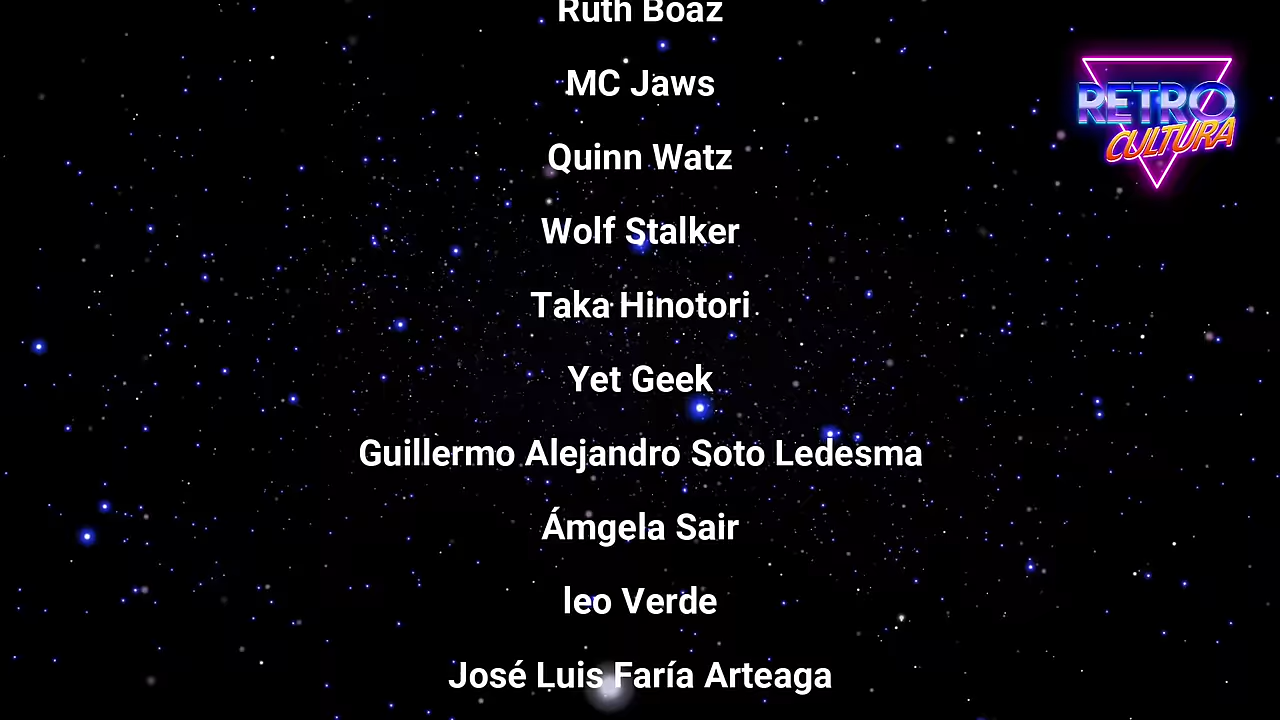 Ruth Boaz
MC Jaws
RETRO
CULTURA
Quinn Watz
Wolf Stalker
Taka Hinotori
Yet Geek
Guillermo Alejandro Soto Ledesma
Ámgela Sair
leo Verde
José Luis Faría Arteaga